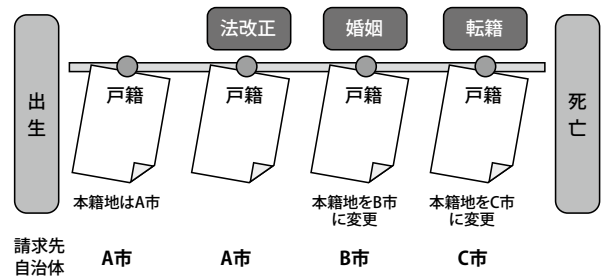 法改正
婚姻
転籍
出生
戸籍
戸籍
戸籍
戸籍
死亡
本籍地はA市
本籍地をB市
に変更
本籍地をC市
に変更
請求先
自治体
A市
A市
B市
C市